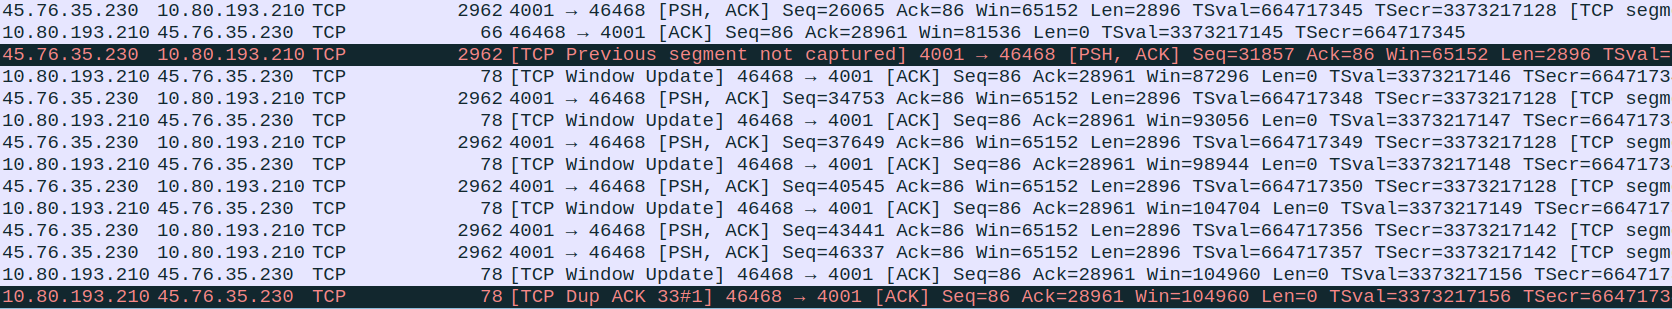 45.76.35.230 10.80.193.210 TCP 2962 4001 → 46468 [PSH, ACK] Seq=26065 Ack=86 Win=65152 Len=2896 TSval=664717345 TSecr=3373217128 [TCP segm
10.80.193.210 45.76.35.230 TCP 66 46468 → 4001 [ACK] Seq=86 Ack=28961 Win=81536 Len=0 TSval=3373217145 TSecr=664717345
45.76.35.230 10.80.193.210 TCP 2962 [TCP Previous segment not captured] 4001 → 46468 [PSH, ACK] Seq=31857 Ack=86 Win=65152 Len=2896 TSval=
10.80.193.210 45.76.35.230 TCP 78 [TCP Window Update] 46468 → 4001 [ACK] Seq=86 Ack=28961 Win=87296 Len=0 TSval=3373217146 TSecr=6647173
45.76.35.230 10.80.193.210 TCP 2962 4001 → 46468 [PSH, ACK] Seq=34753 Ack=86 Win=65152 Len=2896 TSval=664717348 TSecr=3373217128 [TCP segm
10.80.193.210 45.76.35.230 TCP 78 [TCP Window Update] 46468 → 4001 [ACK] Seq=86 Ack=28961 Win=93056 Len=0 TSval=3373217147 TSecr=6647173
45.76.35.230 10.80.193.210 TCP 2962 4001 → 46468 [PSH, ACK] Seq=37649 Ack=86 Win=65152 Len=2896 TSval=664717349 TSecr=3373217128 [TCP segm
10.80.193.210 45.76.35.230 TCP 78 [TCP Window Update] 46468 → 4001 [ACK] Seq=86 Ack=28961 Win=98944 Len=0 TSval=3373217148 TSecr=6647173
45.76.35.230 10.80.193.210 TCP 2962 4001 → 46468 [PSH, ACK] Seq=40545 Ack=86 Win=65152 Len=2896 TSval=664717350 TSecr=3373217128 [TCP segm
10.80.193.210 45.76.35.230 TCP 78 [TCP Window Update] 46468 → 4001 [ACK] Seq=86 Ack=28961 Win=104704 Len=0 TSval=3373217149 TSecr=664717
45.76.35.230 10.80.193.210 TCP 2962 4001 → 46468 [PSH, ACK] Seq=43441 Ack=86 Win=65152 Len=2896 TSval=664717356 TSecr=3373217142 [TCP segm
45.76.35.230 10.80.193.210 TCP 2962 4001 → 46468 [PSH, ACK] Seq=46337 Ack=86 Win=65152 Len=2896 TSval=664717357 TSecr=3373217142 [TCP segm
10.80.193.210 45.76.35.230 TCP 78 [TCP Window Update] 46468 → 4001 [ACK] Seq=86 Ack=28961 Win=104960 Len=0 TSval=3373217156 TSecr=664717
10.80.193.210 45.76.35.230 TCP 78 [TCP Dup ACK 33#1] 46468 → 4001 [ACK] Seq=86 Ack=28961 Win=104960 Len=0 TSval=3373217156 TSecr=6647173